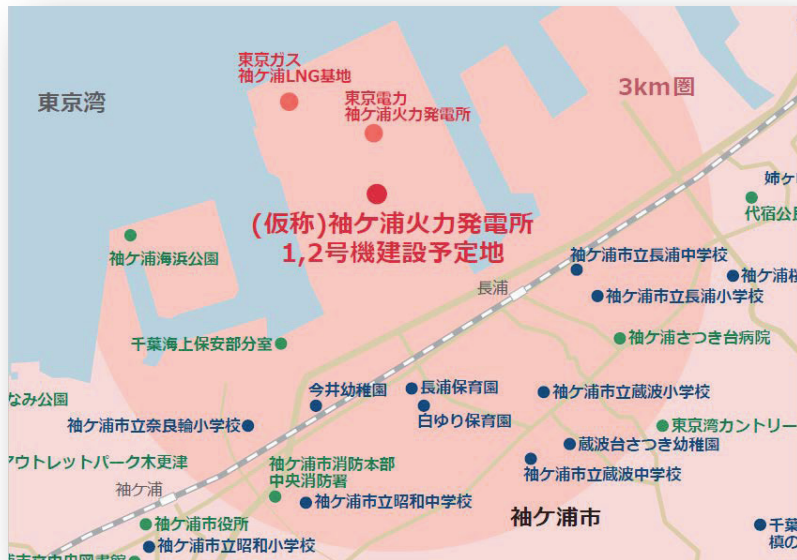 東京ガス
袖ケ浦LNG基地
東京湾
東京電力
袖ケ浦火力発電所
3km圏
(仮称)袖ケ浦火力発電所
1,2号機建設予定地
姉ヶ
代宿公民
袖ケ浦海浜公園
袖ケ浦市立長浦中学校
袖ケ浦桜
長浦
袖ケ浦市立長浦小学校
千葉海上保安部分室
袖ケ浦さつき台病院
なみ公園
今井幼稚園
長浦保育園
袖ケ浦市立蔵波小学校
袖ケ浦市立奈良輪小学校
白ゆり保育園
東京湾カントリー
蔵波台さつき幼稚園
アウトレットパーク木更津
袖ケ浦市消防本部
中央消防署
袖ケ浦市立蔵波中学校
袖ケ浦
袖ケ浦市立昭和中学校
袖ケ浦市
袖ケ浦市役所
千葉
槙の
袖ケ浦市立昭和小学校
市立中央図書館